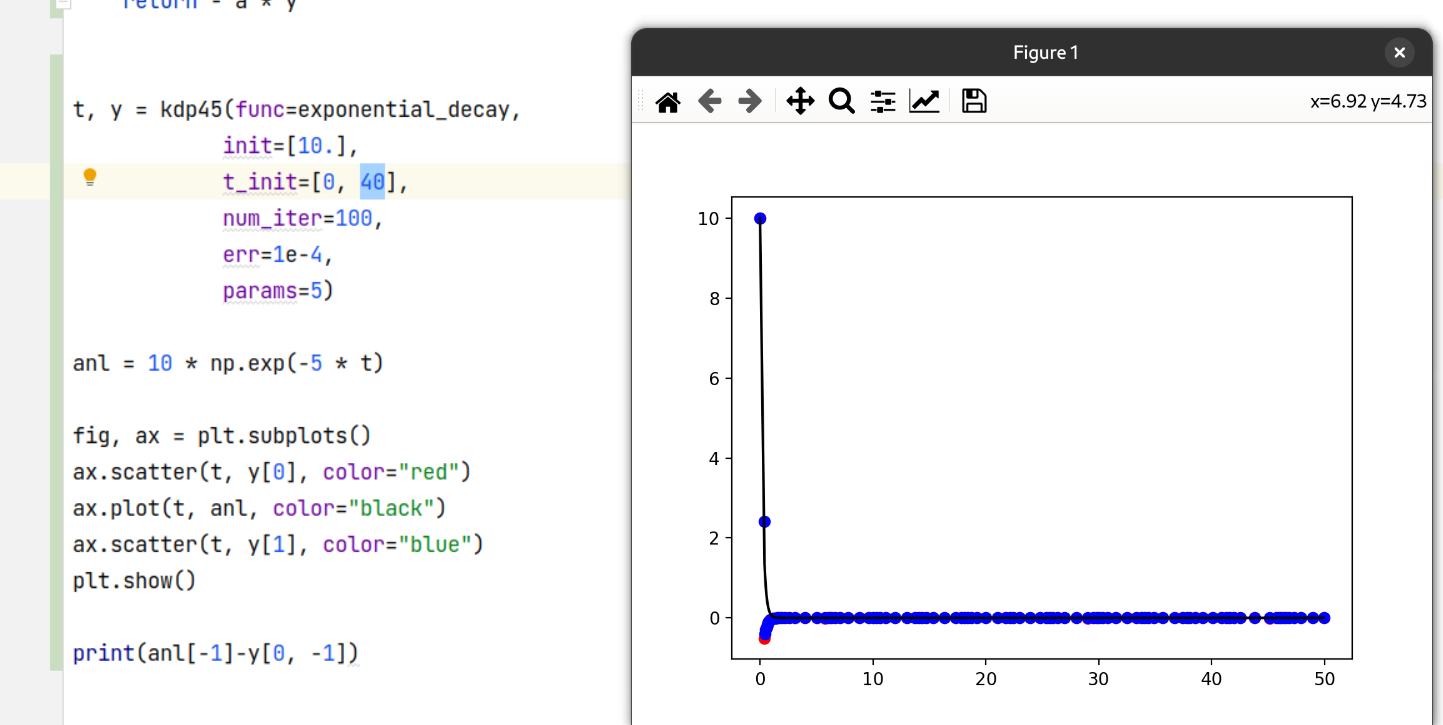 return - a * y
t, y = kdp45(func=exponential_decay,
init=[10.],
t_init=[0, 40],
num_iter=100,
err=1e-4,
params=5)
anl = 10 * np.exp(-5 * t)
fig, ax = plt.subplots()
ax.scatter(t, y[0], color="red")
ax.plot(t, anl, color="black")
ax.scatter(t, y[1], color="blue")
plt.show()
print(anl[-1]-y[0, -1])
Figure 1
x=6.92 y=4.73
10
8
6
4
2
0
0 10 20 30 40 50